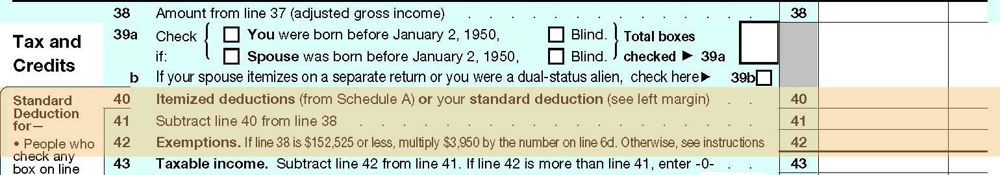 38 Amount from line 37 (adjusted gross income) . . . . . . . . . . . . . . 38
Tax and
Credits
39a Check if: { You were born before January 2, 1950, Blind. } Total boxes
Spouse was born before January 2, 1950, Blind. checked ► 39a
b If your spouse itemizes on a separate return or you were a dual-status alien, check here ► 39b
Standard
Deduction
for—
• People who
check any
box on line
40 Itemized deductions (from Schedule A) or your standard deduction (see left margin) . . 40
41 Subtract line 40 from line 38 . . . . . . . . . . . . . . . . . . . 41
42 Exemptions. If line 38 is $152,525 or less, multiply $3,950 by the number on line 6d. Otherwise, see instructions 42
43 Taxable income. Subtract line 42 from line 41. If line 42 is more than line 41, enter -0- . . 43